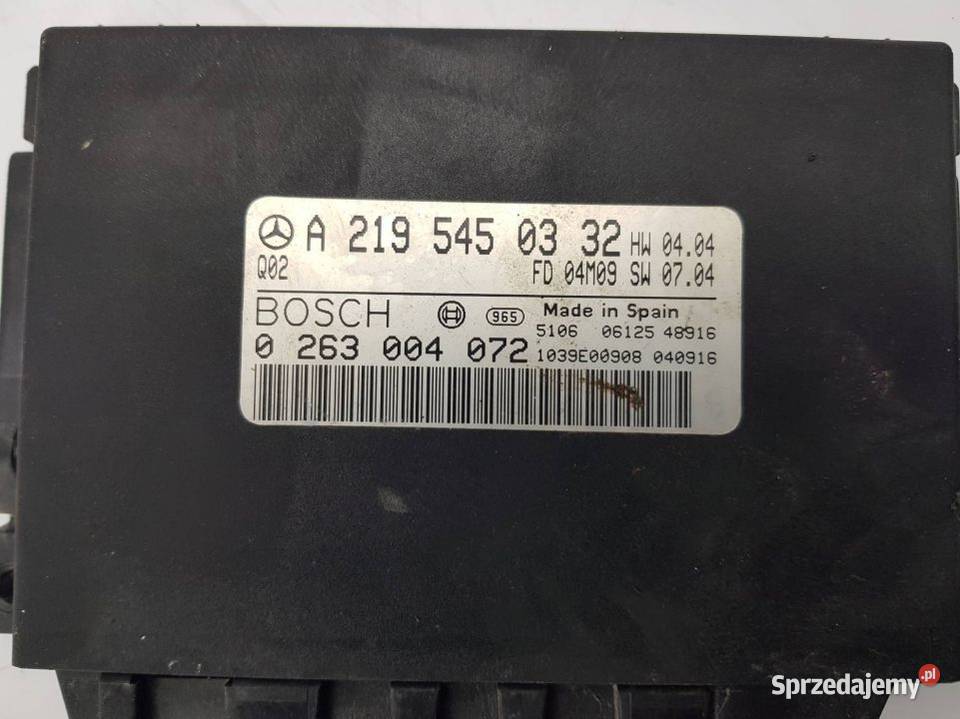 A 219 545 03 32 HW 04.04
Q02 FD 04M09 SW 07.04
BOSCH 965 Made in Spain
5106 06125 48916
0 263 004 072 1039E00908 040916
Sprzedajemy.pl